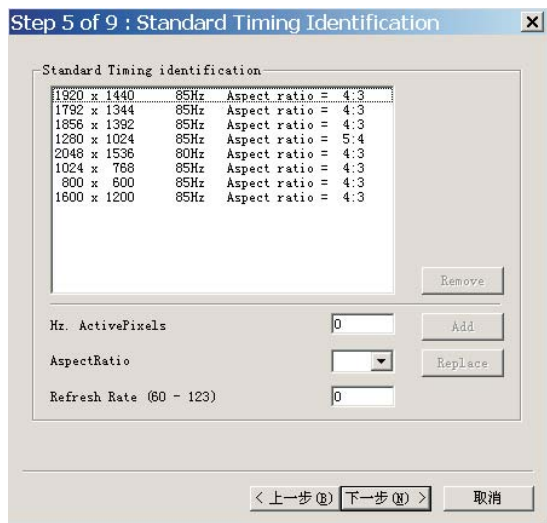 Step 5 of 9 : Standard Timing Identification
Standard Timing identification
1920 x 1440 85Hz Aspect ratio = 4:3
1792 x 1344 85Hz Aspect ratio = 4:3
1856 x 1392 85Hz Aspect ratio = 4:3
1280 x 1024 85Hz Aspect ratio = 5:4
2048 x 1536 80Hz Aspect ratio = 4:3
1024 x 768 85Hz Aspect ratio = 4:3
800 x 600 85Hz Aspect ratio = 4:3
1600 x 1200 85Hz Aspect ratio = 4:3
Remove
Hz. ActivePixels 0 Add
AspectRatio Replace
Refresh Rate (60 - 123) 0
< 上一步(B) 下一步(N) > 取消